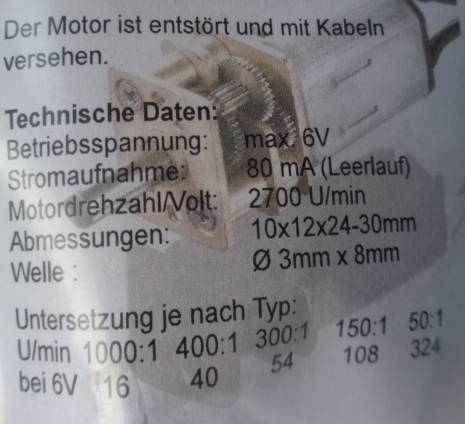 Der Motor ist entstört und mit Kabeln
versehen.
Technische Daten:
Betriebsspannung: max. 6V
Stromaufnahme: 80 mA (Leerlauf)
Motordrehzahl/Volt: 2700 U/min
Abmessungen: 10x12x24-30mm
Welle : Ø 3mm x 8mm
Untersetzung je nach Typ:
U/min 1000:1 400:1 300:1 150:1 50:1
bei 6V 16 40 54 108 324